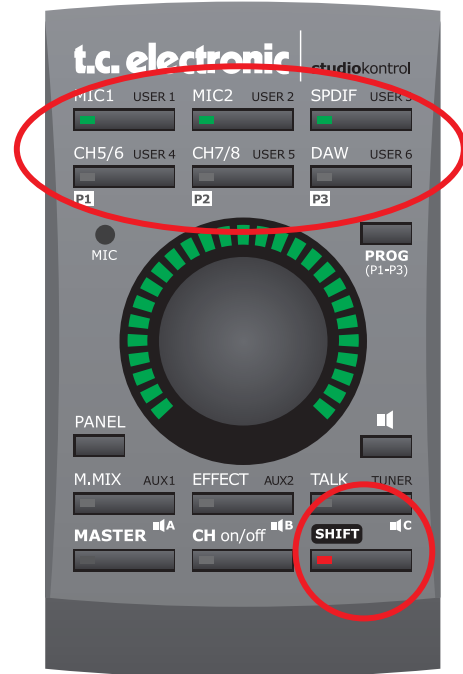 t.c. electronic studiokontrol
MIC1 USER 1 MIC2 USER 2 SPDIF USER 3
CH5/6 USER 4 CH7/8 USER 5 DAW USER 6
P1 P2 P3
MIC
PROG
(P1-P3)
PANEL
M.MIX AUX1 EFFECT AUX2 TALK TUNER
MASTER A CH on/off B SHIFT C